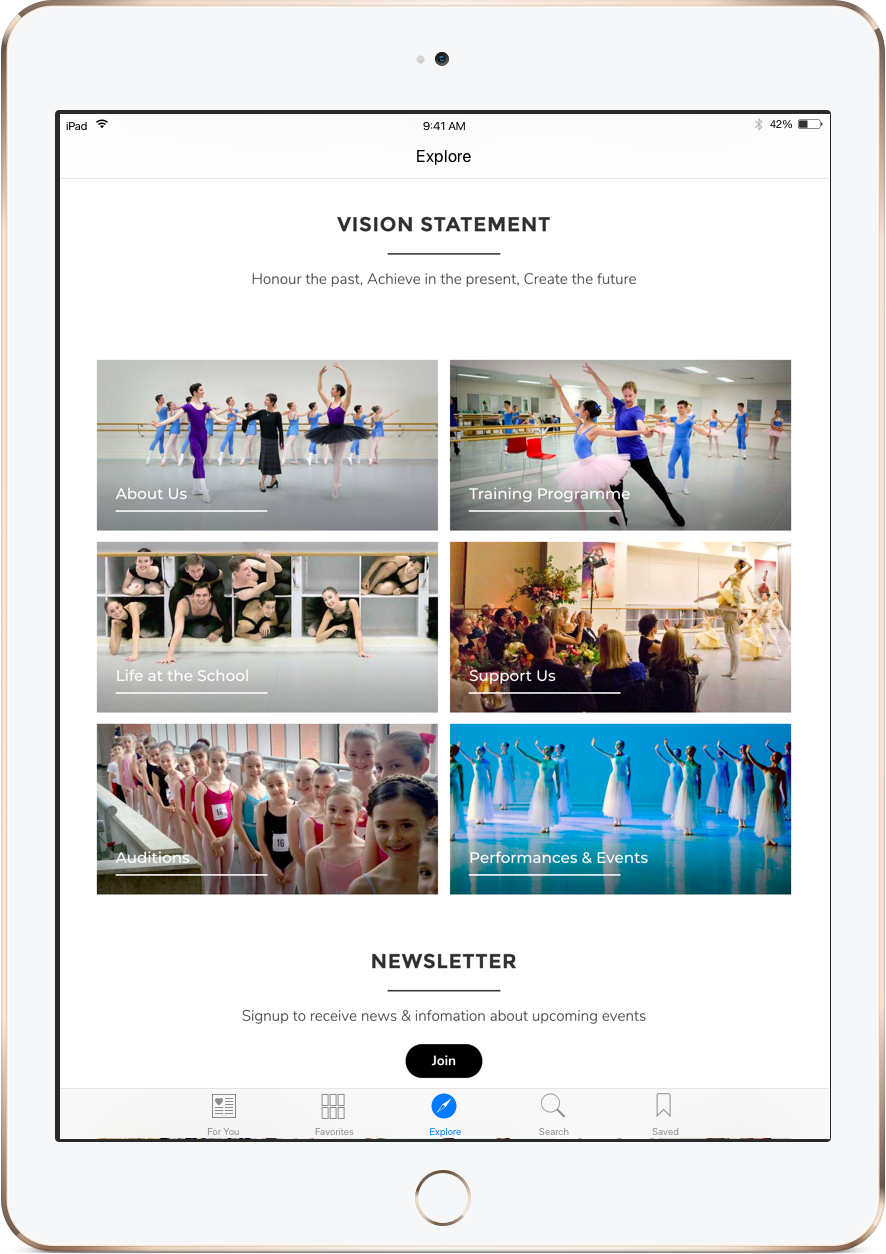 iPad 9:41 AM 42%
Explore
VISION STATEMENT
Honour the past, Achieve in the present, Create the future
About Us
Training Programme
Life at the School
Support Us
16
16
Auditions
Performances & Events
NEWSLETTER
Signup to receive news & infomation about upcoming events
Join
For You
Favorites
Explore
Search
Saved